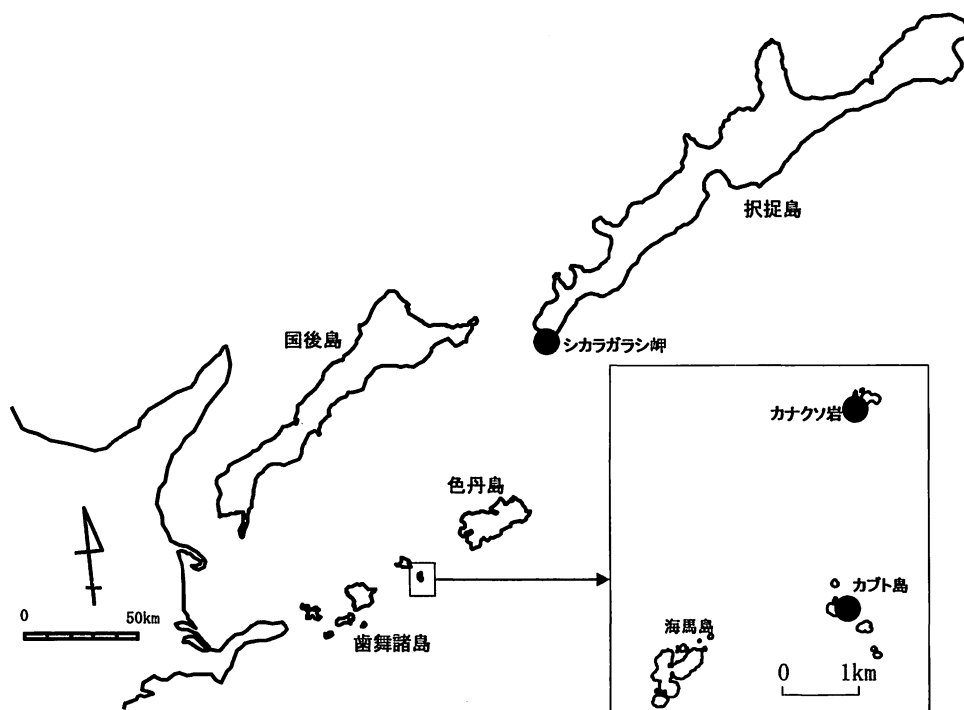 択捉島
国後島
シカラガラシ岬
カナクソ岩
色丹島
カブト島
0 50km
歯舞諸島
海馬島
0 1km